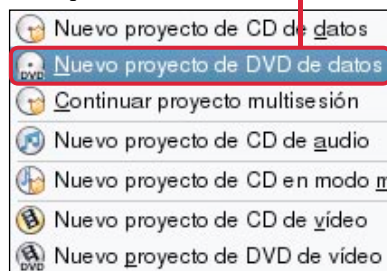 Nuevo proyecto de CD de datos
DVD Nuevo proyecto de DVD de datos
Continuar proyecto multisesión
Nuevo proyecto de CD de audio
Nuevo proyecto de CD en modo
Nuevo proyecto de CD de vídeo
DVD Nuevo proyecto de DVD de vídeo